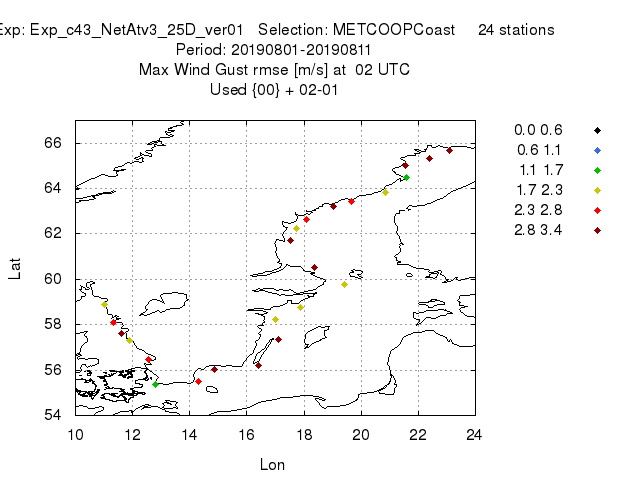 Exp: Exp_c43_NetAtv3_25D_ver01 Selection: METCOOPCoast 24 stations
Period: 20190801-20190811
Max Wind Gust rmse [m/s] at 02 UTC
Used {00} + 02-01
66
64
62
60
58
56
54
Lat
10 12 14 16 18 20 22 24
Lon
0.0 0.6
0.6 1.1
1.1 1.7
1.7 2.3
2.3 2.8
2.8 3.4